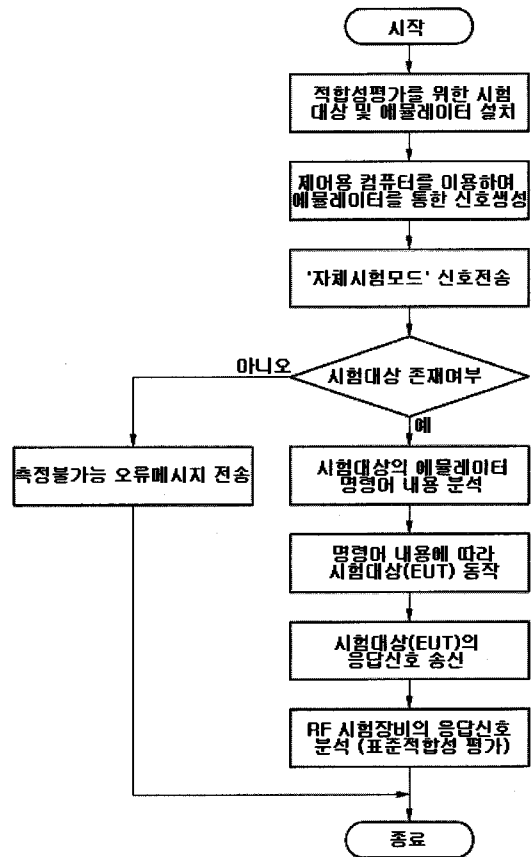 시작
적합성평가를 위한 시험
대상 및 에뮬레이터 설치
제어용 컴퓨터를 이용하여
에뮬레이터를 통한 신호생성
'자체시험모드' 신호전송
시험대상 존재여부
아니오
예
측정불가능 오류메시지 전송
시험대상의 에뮬레이터
명령어 내용 분석
명령어 내용에 따라
시험대상(EUT) 동작
시험대상(EUT)의
응답신호 송신
RF 시험장비의 응답신호
분석 (표준적합성 평가)
종료